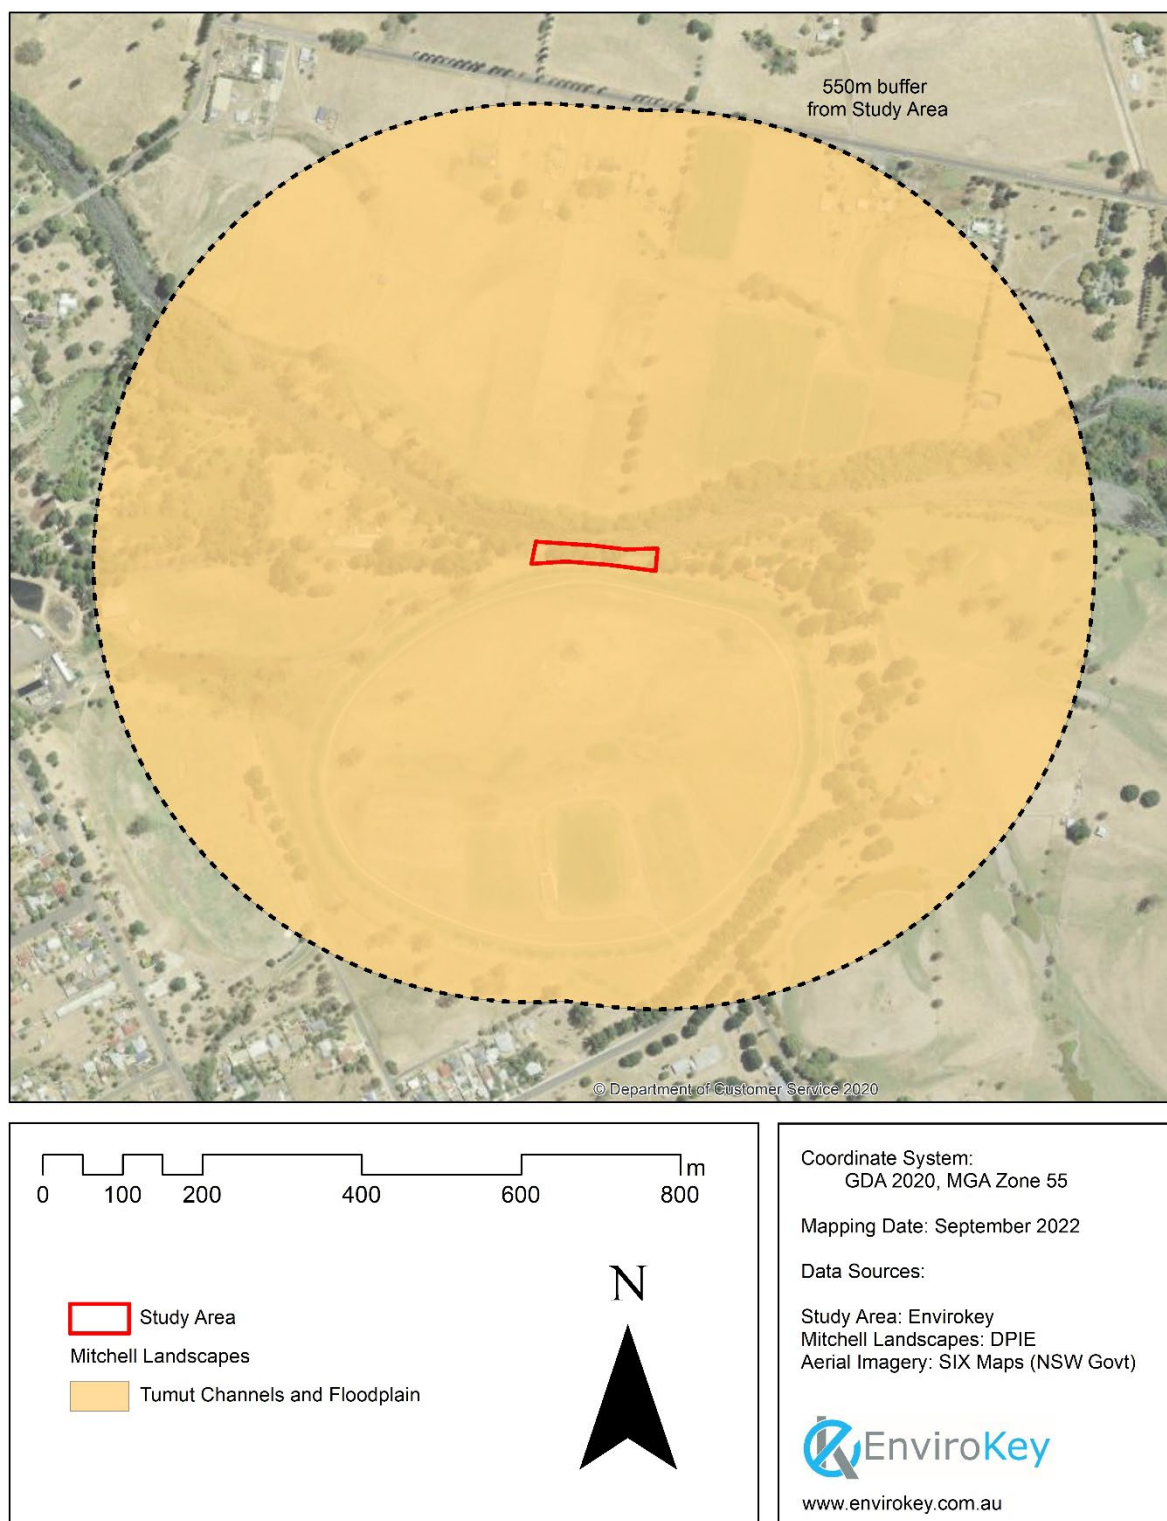 550m buffer
from Study Area
© Department of Customer Service 2020
m
0 100 200 400 600 800
N
Study Area
Mitchell Landscapes
Tumut Channels and Floodplain
Coordinate System:
GDA 2020, MGA Zone 55
Mapping Date: September 2022
Data Sources:
Study Area: Envirokey
Mitchell Landscapes: DPIE
Aerial Imagery: SIX Maps (NSW Govt)
EnviroKey
www.envirokey.com.au